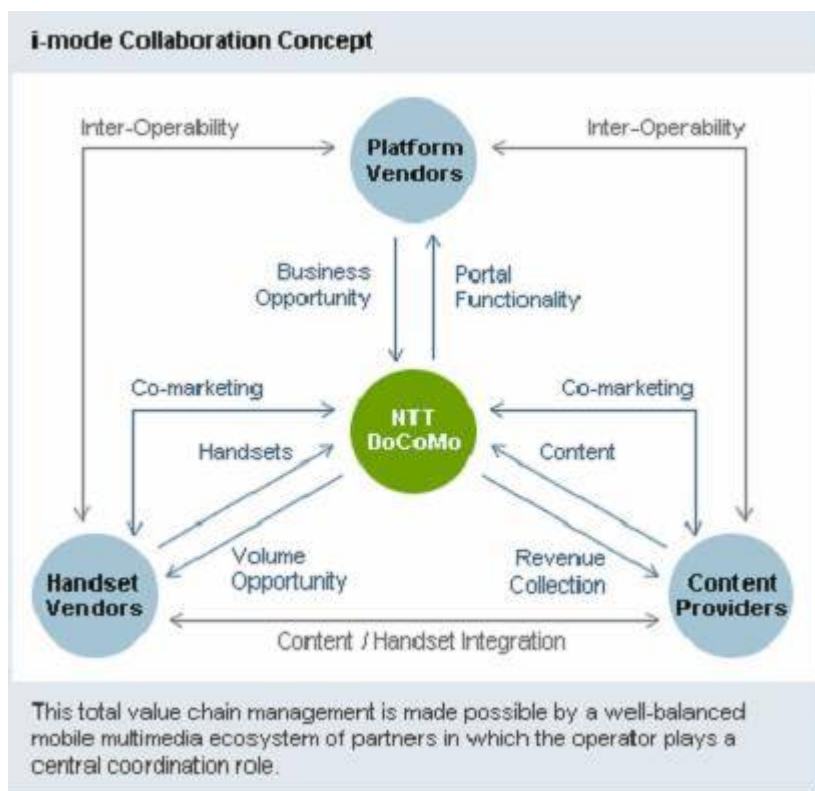 i-mode Collaboration Concept
Inter-Operability
Inter-Operability
Platform
Vendors
Business
Opportunity
Portal
Functionality
Co-marketing
Co-marketing
NTT
DoCoMo
Handsets
Content
Volume
Opportunity
Revenue
Collection
Handset
Vendors
Content
Providers
Content / Handset Integration
This total value chain management is made possible by a well-balanced
mobile multimedia ecosystem of partners in which the operator plays a
central coordination role.